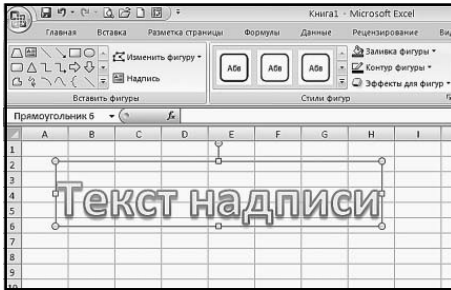 Книга1 - Microsoft Excel
Главная Вставка Разметка страницы Формулы Данные Рецензирование Ви
Изменить фигуру
Надпись
Вставить фигуры
Абв Абв Абв
Заливка фигуры
Контур фигуры
Эффекты для фигур
Стили фигур
Прямоугольник 6 fx
A B C D E F G H I
1
2
3
4
5
6
7
8
9
10
Текст надписи